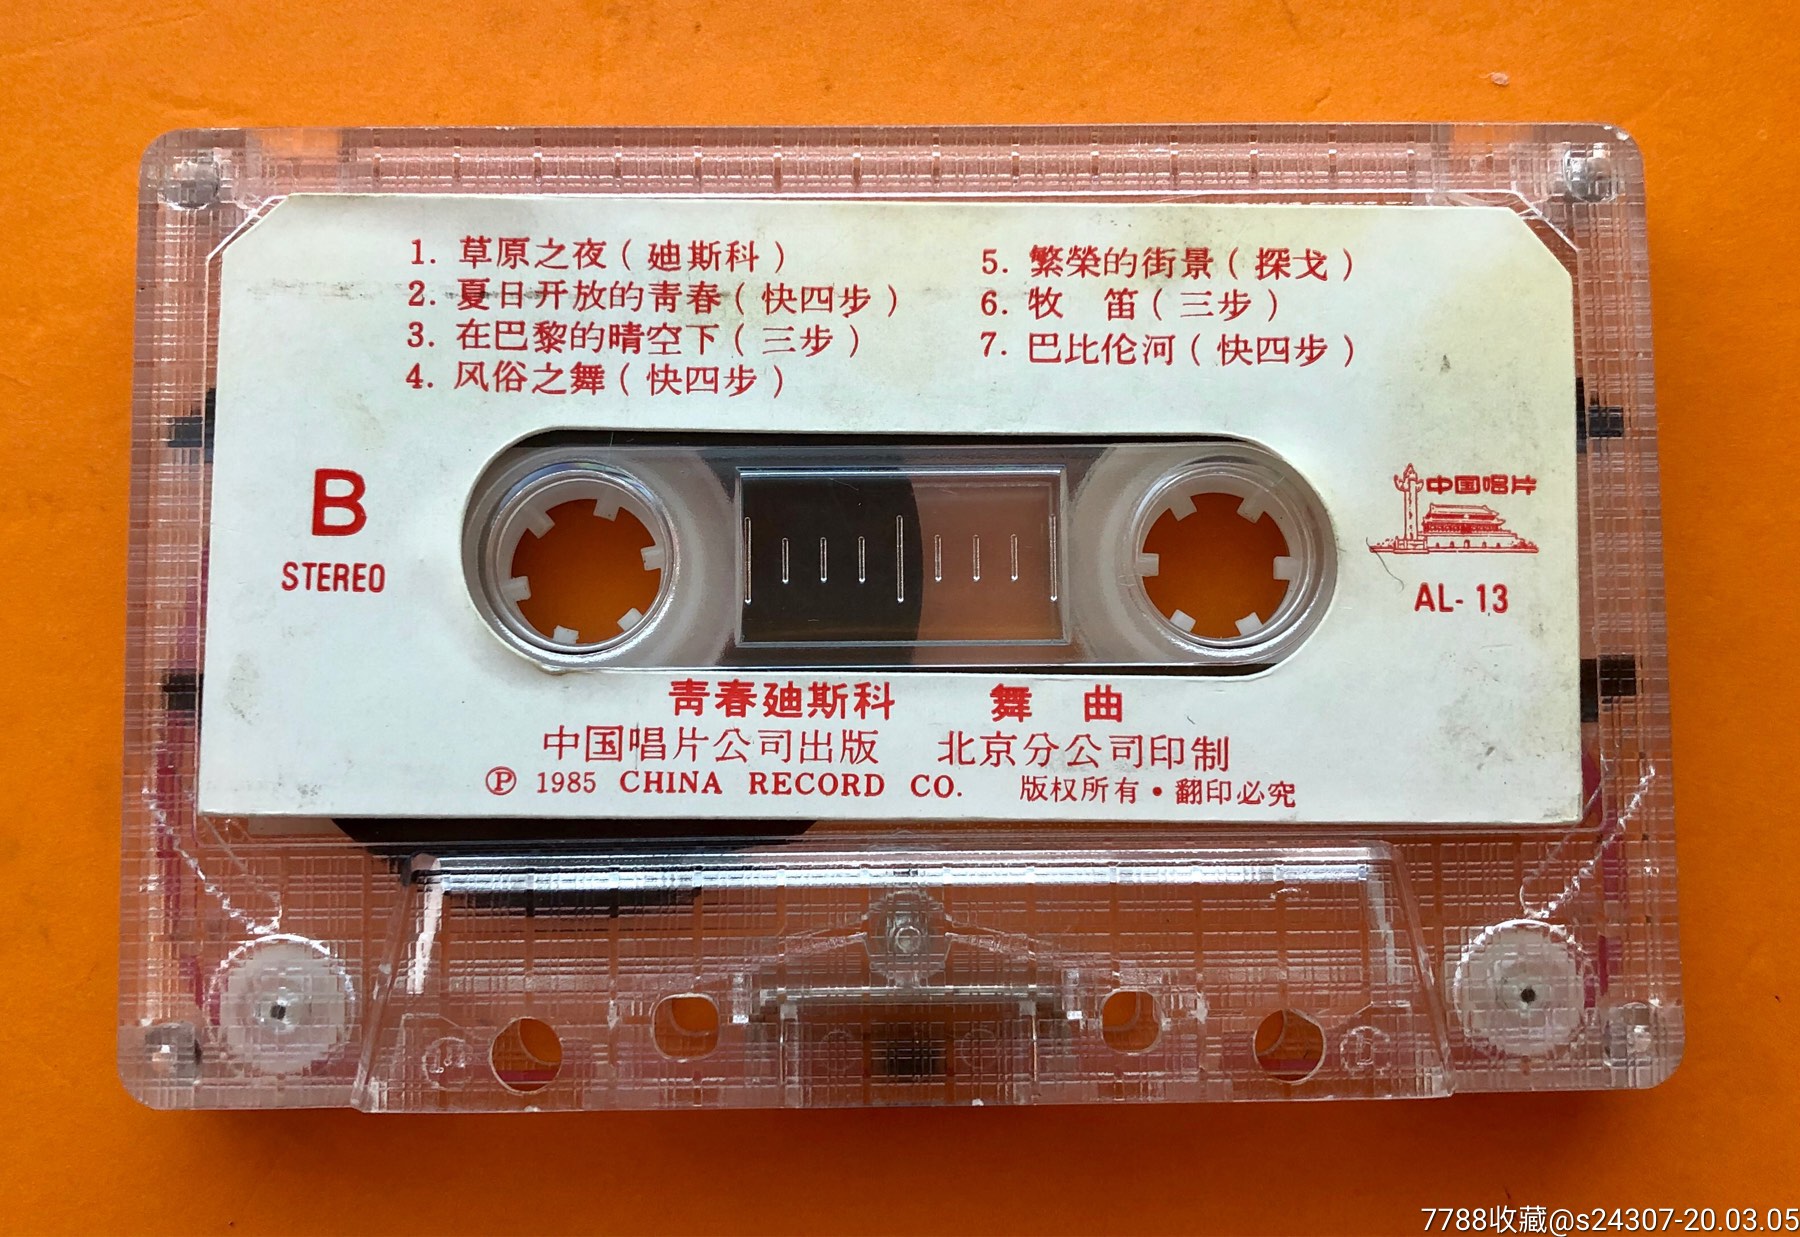 1. 草原之夜(廸斯科)
2. 夏日开放的青春(快四步)
3. 在巴黎的晴空下(三步)
4. 风俗之舞(快四步)
5. 繁榮的街景(探戈)
6. 牧 笛(三步)
7. 巴比伦河(快四步)
B
STEREO
中国唱片
AL-13
青春廸斯科 舞 曲
中国唱片公司出版 北京分公司印制
Ⓟ 1985 CHINA RECORD CO. 版权所有·翻印必究
7788收藏@s24307-20.03.05